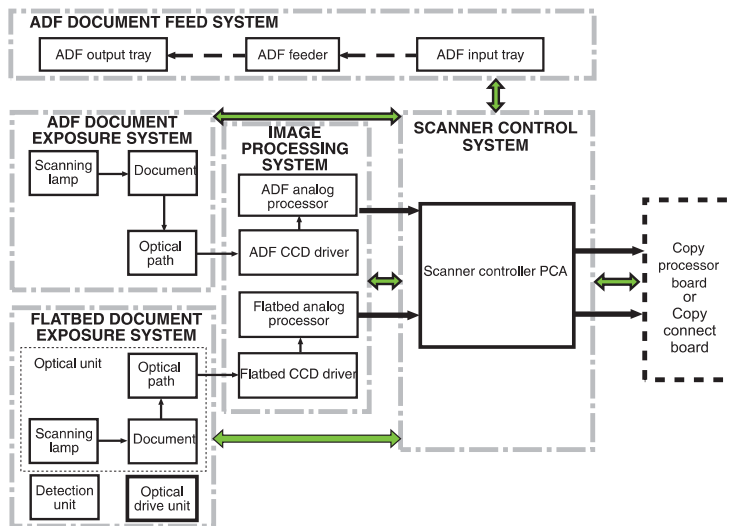 ADF DOCUMENT FEED SYSTEM
ADF output tray
ADF feeder
ADF input tray
ADF DOCUMENT
EXPOSURE SYSTEM
Scanning
lamp
Document
Optical
path
IMAGE
PROCESSING
SYSTEM
ADF analog
processor
ADF CCD driver
Flatbed analog
processor
Flatbed CCD driver
SCANNER CONTROL
SYSTEM
Scanner controller PCA
Copy
processor
board
or
Copy
connect
board
FLATBED DOCUMENT
EXPOSURE SYSTEM
Optical unit
Optical
path
Scanning
lamp
Document
Detection
unit
Optical
drive unit